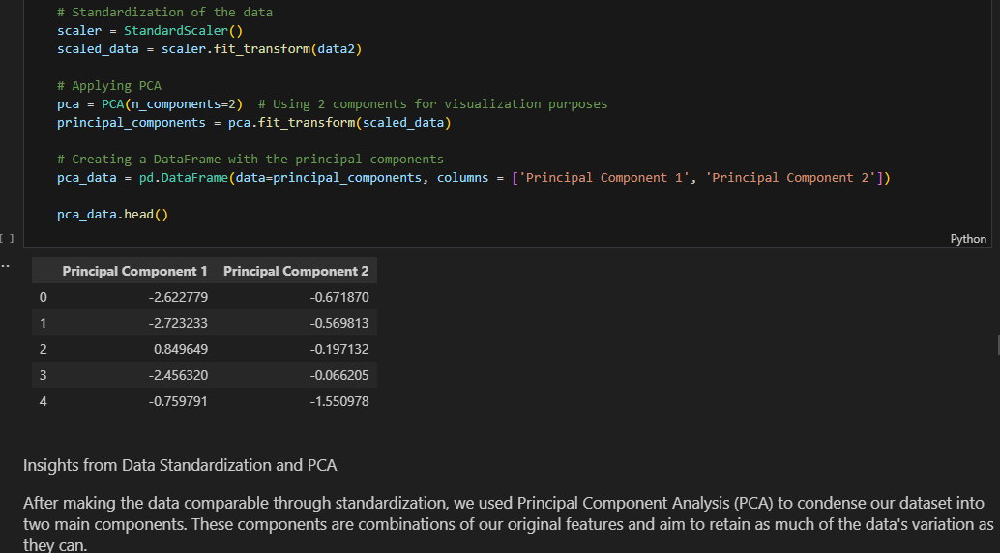 # Standardization of the data
scaler = StandardScaler()
scaled_data = scaler.fit_transform(data2)
# Applying PCA
pca = PCA(n_components=2)  # Using 2 components for visualization purposes
principal_components = pca.fit_transform(scaled_data)
# Creating a DataFrame with the principal components
pca_data = pd.DataFrame(data=principal_components, columns = ['Principal Component 1', 'Principal Component 2'])
pca_data.head()
[ ]
Python
..
Principal Component 1 Principal Component 2
0 -2.622779 -0.671870
1 -2.723233 -0.569813
2 0.849649 -0.197132
3 -2.456320 -0.066205
4 -0.759791 -1.550978
Insights from Data Standardization and PCA
After making the data comparable through standardization, we used Principal Component Analysis (PCA) to condense our dataset into
two main components. These components are combinations of our original features and aim to retain as much of the data's variation as
they can.